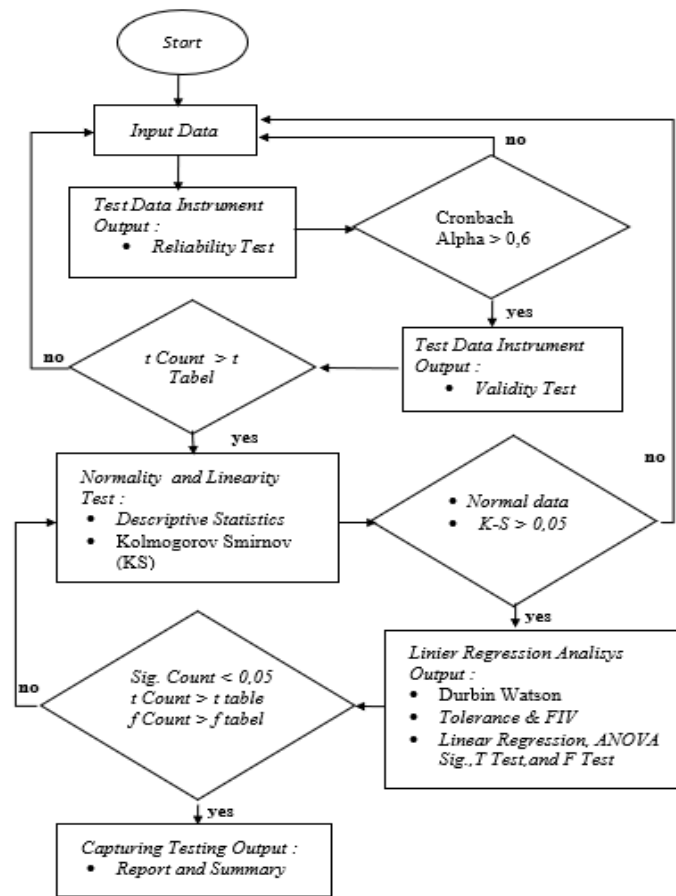 Start
Input Data
no
Test Data Instrument
Output :
• Reliability Test
Cronbach
Alpha > 0,6
yes
Test Data Instrument
Output :
• Validity Test
t Count > t
Tabel
no
yes
Normality and Linearity
Test :
• Descriptive Statistics
• Kolmogorov Smirnov
(KS)
• Normal data
• K-S > 0,05
no
yes
Linier Regression Analisys
Output :
• Durbin Watson
• Tolerance & FIV
• Linear Regression, ANOVA
Sig.,T Test,and F Test
Sig. Count < 0,05
t Count > t table
f Count > f tabel
no
yes
Capturing Testing Output :
• Report and Summary